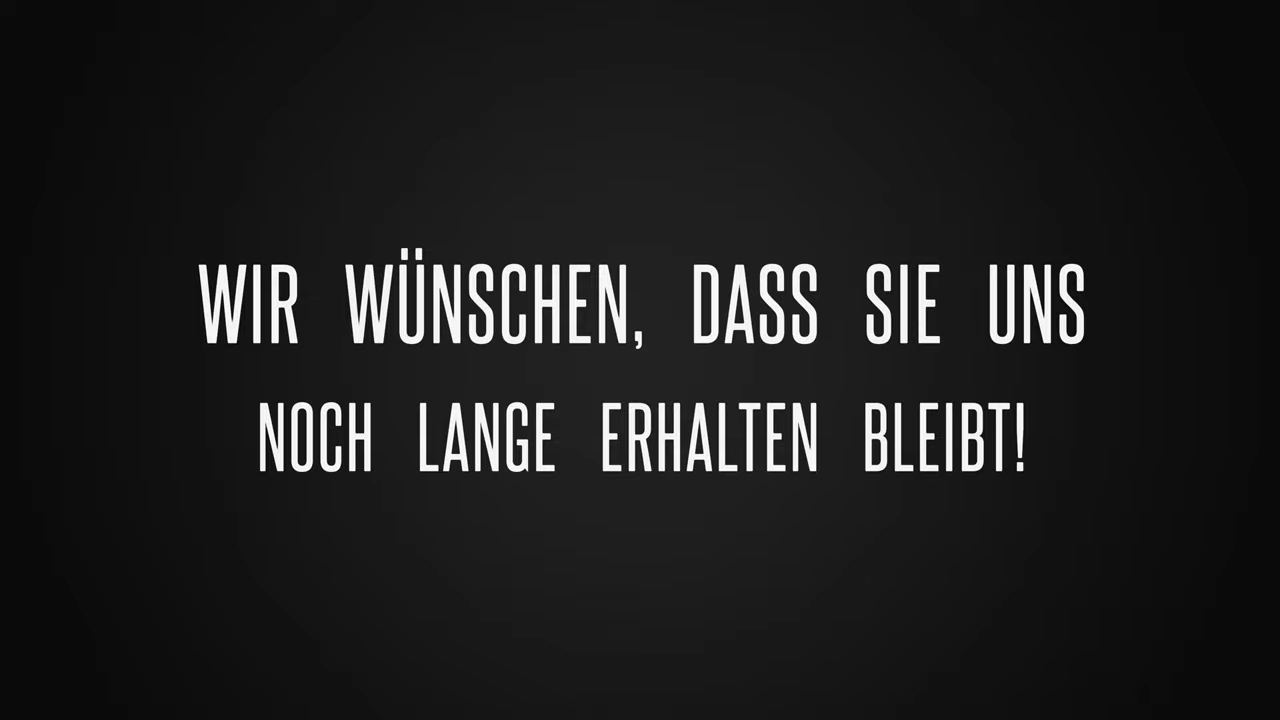 WIR WÜNSCHEN, DASS SIE UNS
NOCH LANGE ERHALTEN BLEIBT!